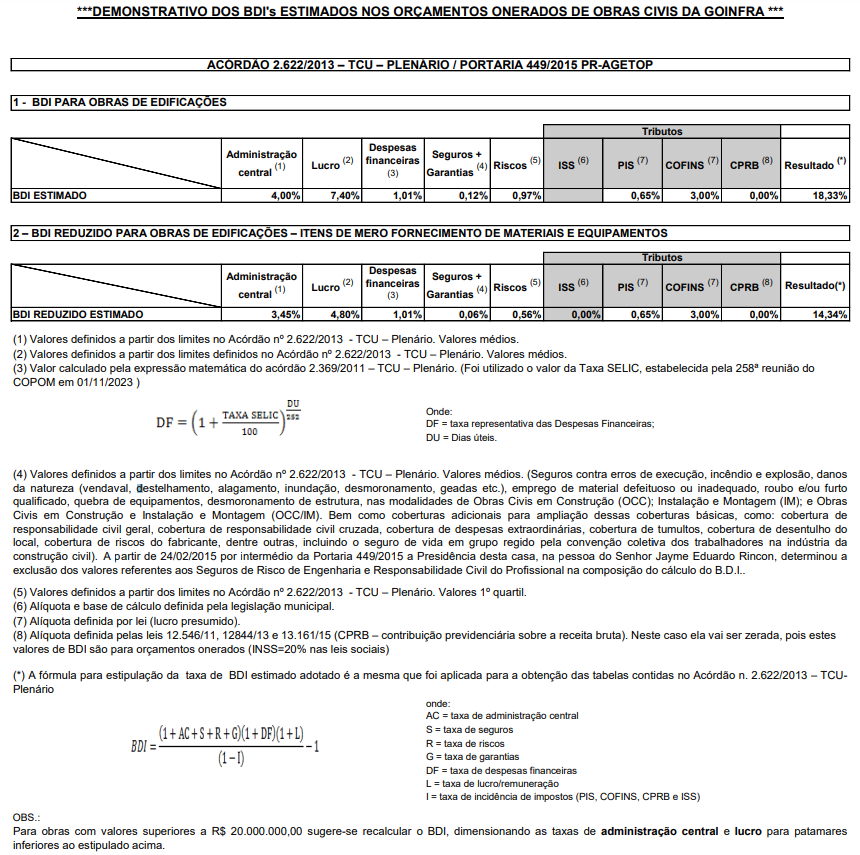 ***DEMONSTRATIVO DOS BDI's ESTIMADOS NOS ORÇAMENTOS ONERADOS DE OBRAS CIVIS DA GOINFRA ***
ACÓRDÃO 2.622/2013 – TCU – PLENÁRIO / PORTARIA 449/2015 PR-AGETOP
1 - BDI PARA OBRAS DE EDIFICAÇÕES
Tributos
Administração central (1) Lucro (2) Despesas financeiras (3) Seguros + Garantias (4) Riscos (5) ISS (6) PIS (7) COFINS (7) CPRB (8) Resultado (*)
BDI ESTIMADO 4,00% 7,40% 1,01% 0,12% 0,97% 0,65% 3,00% 0,00% 18,33%
2 – BDI REDUZIDO PARA OBRAS DE EDIFICAÇÕES – ITENS DE MERO FORNECIMENTO DE MATERIAIS E EQUIPAMENTOS
Tributos
Administração central (1) Lucro (2) Despesas financeiras (3) Seguros + Garantias (4) Riscos (5) ISS (6) PIS (7) COFINS (7) CPRB (8) Resultado(*)
BDI REDUZIDO ESTIMADO 3,45% 4,80% 1,01% 0,06% 0,56% 0,00% 0,65% 3,00% 0,00% 14,34%
(1) Valores definidos a partir dos limites no Acórdão nº 2.622/2013 - TCU – Plenário. Valores médios.
(2) Valores definidos a partir dos limites definidos no Acórdão nº 2.622/2013 - TCU – Plenário. Valores médios.
(3) Valor calculado pela expressão matemática do acórdão 2.369/2011 – TCU – Plenário. (Foi utilizado o valor da Taxa SELIC, estabelecida pela 258ª reunião do
COPOM em 01/11/2023 )
DF = (1 + TAXA SELIC / 100)^(DU / 252)
Onde:
DF = taxa representativa das Despesas Financeiras;
DU = Dias úteis.
(4) Valores definidos a partir dos limites no Acórdão nº 2.622/2013 - TCU – Plenário. Valores médios. (Seguros contra erros de execução, incêndio e explosão, danos
da natureza (vendaval, destelhamento, alagamento, inundação, desmoronamento, geadas etc.), emprego de material defeituoso ou inadequado, roubo e/ou furto
qualificado, quebra de equipamentos, desmoronamento de estrutura, nas modalidades de Obras Civis em Construção (OCC); Instalação e Montagem (IM); e Obras
Civis em Construção e Instalação e Montagem (OCC/IM). Bem como coberturas adicionais para ampliação dessas coberturas básicas, como: cobertura de
responsabilidade civil geral, cobertura de responsabilidade civil cruzada, cobertura de despesas extraordinárias, cobertura de tumultos, cobertura de desentulho do
local, cobertura de riscos do fabricante, dentre outras, incluindo o seguro de vida em grupo regido pela convenção coletiva dos trabalhadores na indústria da
construção civil). A partir de 24/02/2015 por intermédio da Portaria 449/2015 a Presidência desta casa, na pessoa do Senhor Jayme Eduardo Rincon, determinou a
exclusão dos valores referentes aos Seguros de Risco de Engenharia e Responsabilidade Civil do Profissional na composição do cálculo do B.D.I..
(5) Valores definidos a partir dos limites no Acórdão nº 2.622/2013 - TCU – Plenário. Valores 1º quartil.
(6) Alíquota e base de cálculo definida pela legislação municipal.
(7) Alíquota definida por lei (lucro presumido).
(8) Alíquota definida pelas leis 12.546/11, 12844/13 e 13.161/15 (CPRB – contribuição previdenciária sobre a receita bruta). Neste caso ela vai ser zerada, pois estes
valores de BDI são para orçamentos onerados (INSS=20% nas leis sociais)
(*) A fórmula para estipulação da taxa de BDI estimado adotado é a mesma que foi aplicada para a obtenção das tabelas contidas no Acórdão n. 2.622/2013 – TCU-
Plenário
BDI = (1+AC+S+R+G)(1+DF)(1+L) / (1-I) - 1
onde:
AC = taxa de administração central
S = taxa de seguros
R = taxa de riscos
G = taxa de garantias
DF = taxa de despesas financeiras
L = taxa de lucro/remuneração
I = taxa de incidência de impostos (PIS, COFINS, CPRB e ISS)
OBS.:
Para obras com valores superiores a R$ 20.000.000,00 sugere-se recalcular o BDI, dimensionando as taxas de administração central e lucro para patamares
inferiores ao estipulado acima.